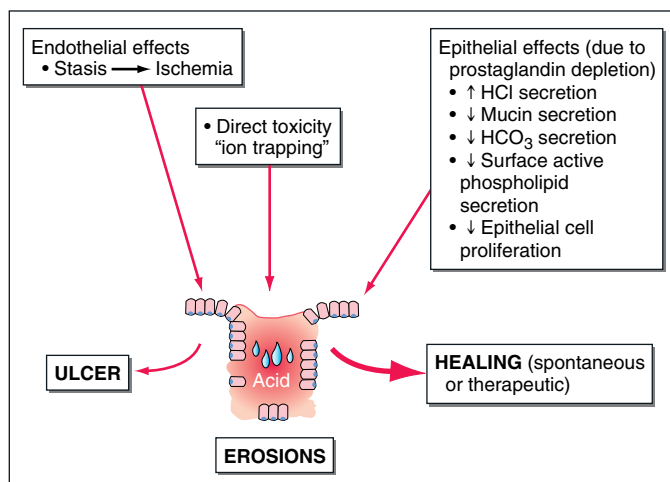 Endothelial effects
• Stasis → Ischemia
• Direct toxicity
“ion trapping”
Epithelial effects (due to
prostaglandin depletion)
• ↑ HCl secretion
• ↓ Mucin secretion
• ↓ HCO₃ secretion
• ↓ Surface active
phospholipid
secretion
• ↓ Epithelial cell
proliferation
Acid
ULCER
HEALING (spontaneous
or therapeutic)
EROSIONS